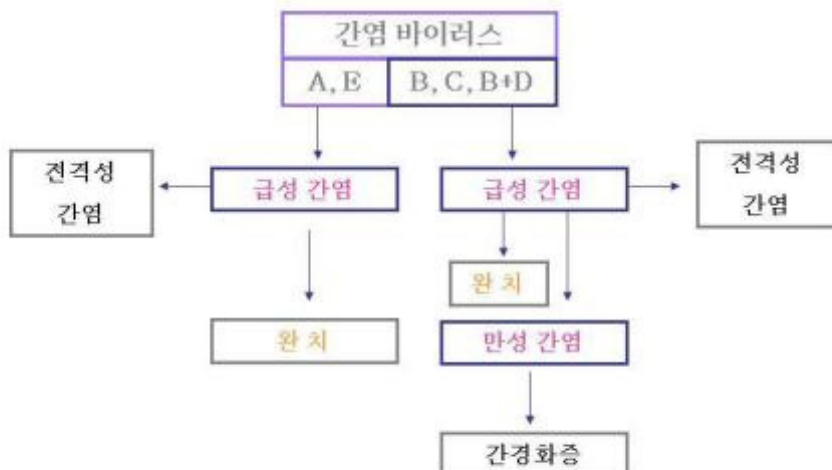 간염 바이러스
A, E
B, C, B+D
전격성
간염
급성 간염
급성 간염
전격성
간염
완 치
완 치
만성 간염
간경화증